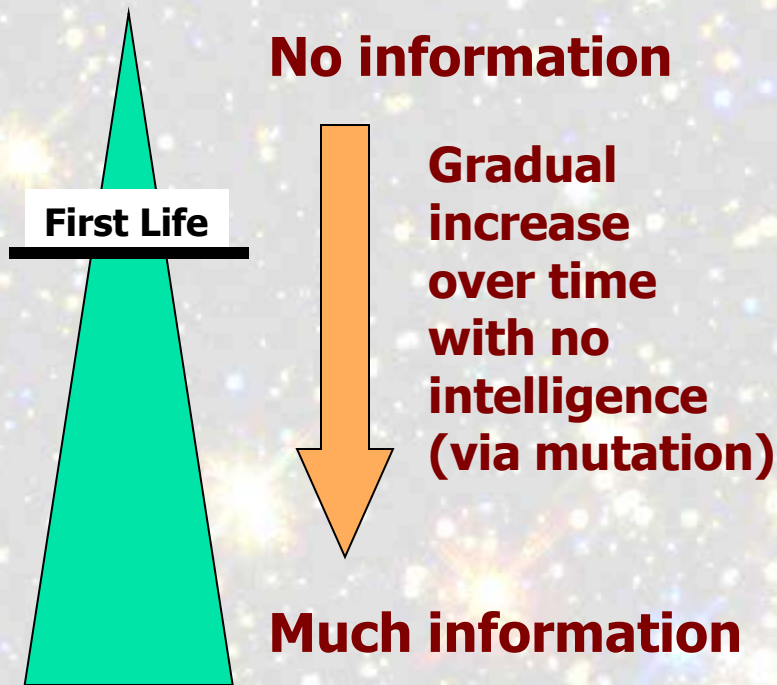 No information
First Life
Gradual
increase
over time
with no
intelligence
(via mutation)
Much information